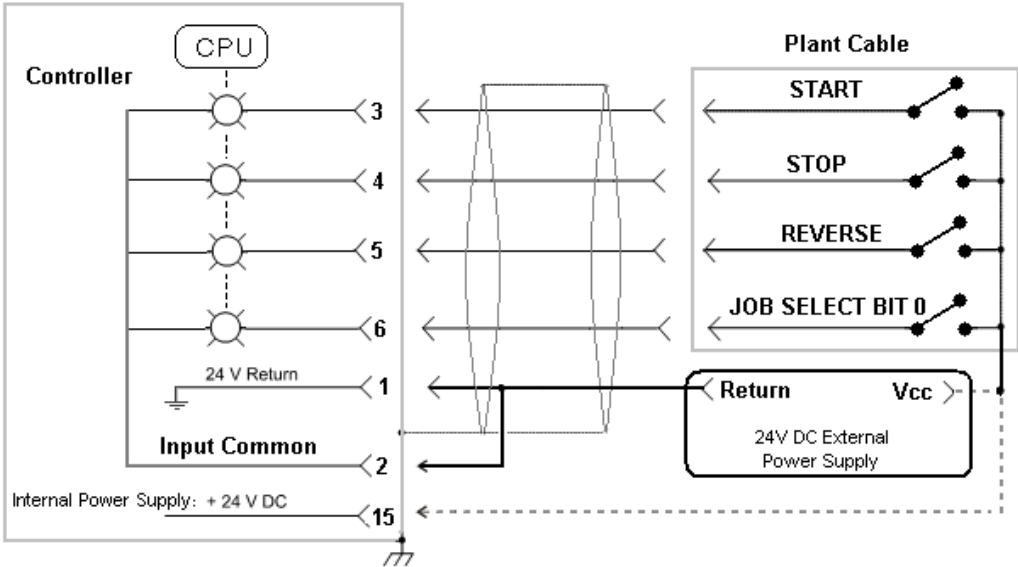 CPU
Plant Cable
Controller
START
3
STOP
4
REVERSE
5
JOB SELECT BIT 0
6
24 V Return
1
Return
Vcc
24V DC External
Power Supply
Input Common
2
Internal Power Supply: + 24 V DC
15